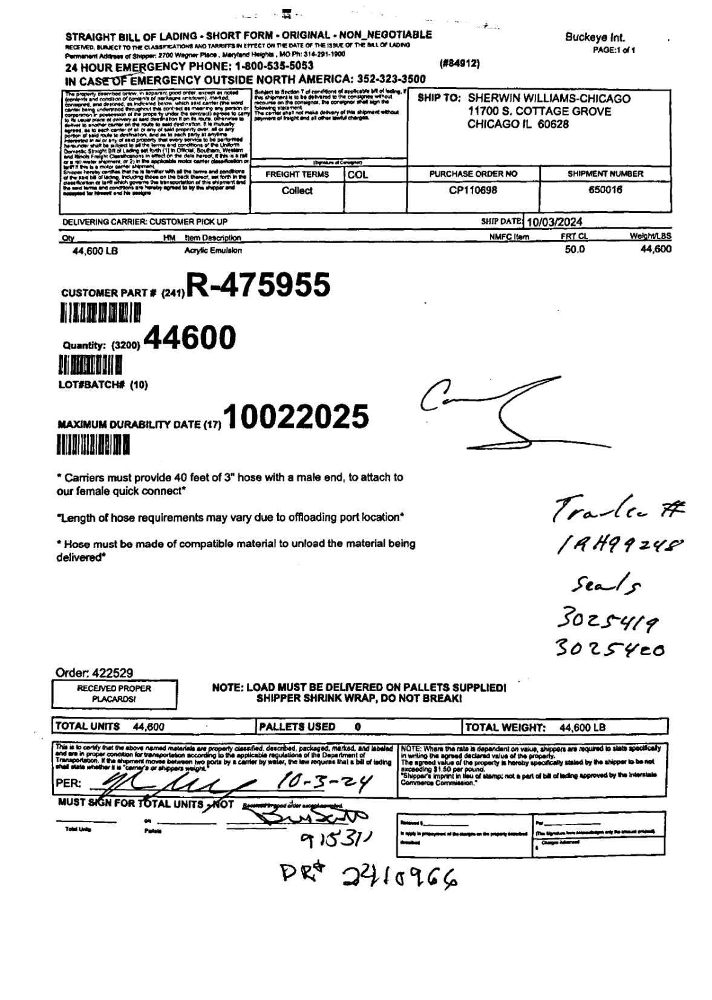 STRAIGHT BILL OF LADING - SHORT FORM - ORIGINAL - NON_NEGOTIABLE
Buckeye Int.
RECEIVED, SUBJECT TO THE CLASSIFICATIONS AND TARRIFFS IN EFFECT ON THE DATE OF THE ISSUE OF THE BILL OF LADING
PAGE:1 of 1
Permanent Address of Shipper: 2700 Wagner Place, Maryland Heights, MO Ph: 314-291-1900
24 HOUR EMERGENCY PHONE: 1-800-535-5053
(#84912)
IN CASE OF EMERGENCY OUTSIDE NORTH AMERICA: 352-323-3500
The property described below, in apparent good order, except as noted
(contents and condition of contents of packages unknown), marked,
consigned, and destined, as indicated below, which said carrier (the word
carrier being understood throughout this contract as meaning any person or
corporation in possession of the property under the contract) agrees to carry
to its usual place of delivery at said destination if on its route, otherwise to
deliver to another carrier on the route to said destination. It is mutually
agreed, as to each carrier of all or any of said property over, all or any
portion of said route to destination, and as to each party at anytime
interested in all or any of said property that every service to be performed
hereunder shall be subject to all the terms and conditions of the Uniform
Domestic Straight Bill of Lading set forth (1) in Official, Southern, Western
and Illinois Freight Classifications in effect on the date hereof, if this is a rail
or a rail-water shipment, or 2) in the applicable motor carrier classification or
tariff if this is a motor carrier shipment.
Shipper hereby certifies that he is familiar with all the terms and conditions
of the said bill of lading, including those on the back thereof, set forth in the
classification or tariff which governs the transportation of this shipment and
the said terms and conditions are hereby agreed to by the shipper and
accepted for himself and his assigns
Subject to Section 7 of conditions of applicable bill of lading, if
this shipment is to be delivered to the consignee without
recourse on the consignor, the consignor shall sign the
following statement.
The carrier shall not make delivery of this shipment without
payment of freight and all other lawful charges.
(Signature of Consignor)
SHIP TO: SHERWIN WILLIAMS-CHICAGO
11700 S. COTTAGE GROVE
CHICAGO IL 60628
FREIGHT TERMS COL PURCHASE ORDER NO SHIPMENT NUMBER
Collect CP110698 650016
DELIVERING CARRIER: CUSTOMER PICK UP SHIP DATE: 10/03/2024
Qty HM Item Description NMFC Item FRT CL Weight/LBS
44,600 LB Acrylic Emulsion 50.0 44,600
CUSTOMER PART # (241) R-475955
Quantity: (3200) 44600
LOT#BATCH# (10)
MAXIMUM DURABILITY DATE (17) 10022025
* Carriers must provide 40 feet of 3" hose with a male end, to attach to
our female quick connect*
*Length of hose requirements may vary due to offloading port location*
* Hose must be made of compatible material to unload the material being
delivered*
Trailer #
1RH99248
seals
3025419
3025420
Order: 422529
RECEIVED PROPER
PLACARDS!
NOTE: LOAD MUST BE DELIVERED ON PALLETS SUPPLIED!
SHIPPER SHRINK WRAP, DO NOT BREAK!
TOTAL UNITS 44,600 PALLETS USED 0 TOTAL WEIGHT: 44,600 LB
This is to certify that the above named materials are properly classified, described, packaged, marked, and labeled
and are in proper condition for transportation according to the applicable regulations of the Department of
Transportation. If the shipment moves between two ports by a carrier by water, the law requires that a bill of lading
shall state whether it is "carrier's or shippers weight."
PER: 10-3-24
NOTE: Where the rate is dependent on value, shippers are required to state specifically
in writing the agreed declared value of the property.
The agreed value of the property is hereby specifically stated by the shipper to be not
exceeding $1.50 per pound.
"Shipper's imprint in lieu of stamp; not a part of bill of lading approved by the Interstate
Commerce Commission."
MUST SIGN FOR TOTAL UNITS - NOT
Total Units
on
Pallets
915311
DR# 2410966
Received $
to apply in prepayment of the charges on the property described
described
Per
(The Signature here acknowledges only the amount prepaid)
Charges Advanced
$